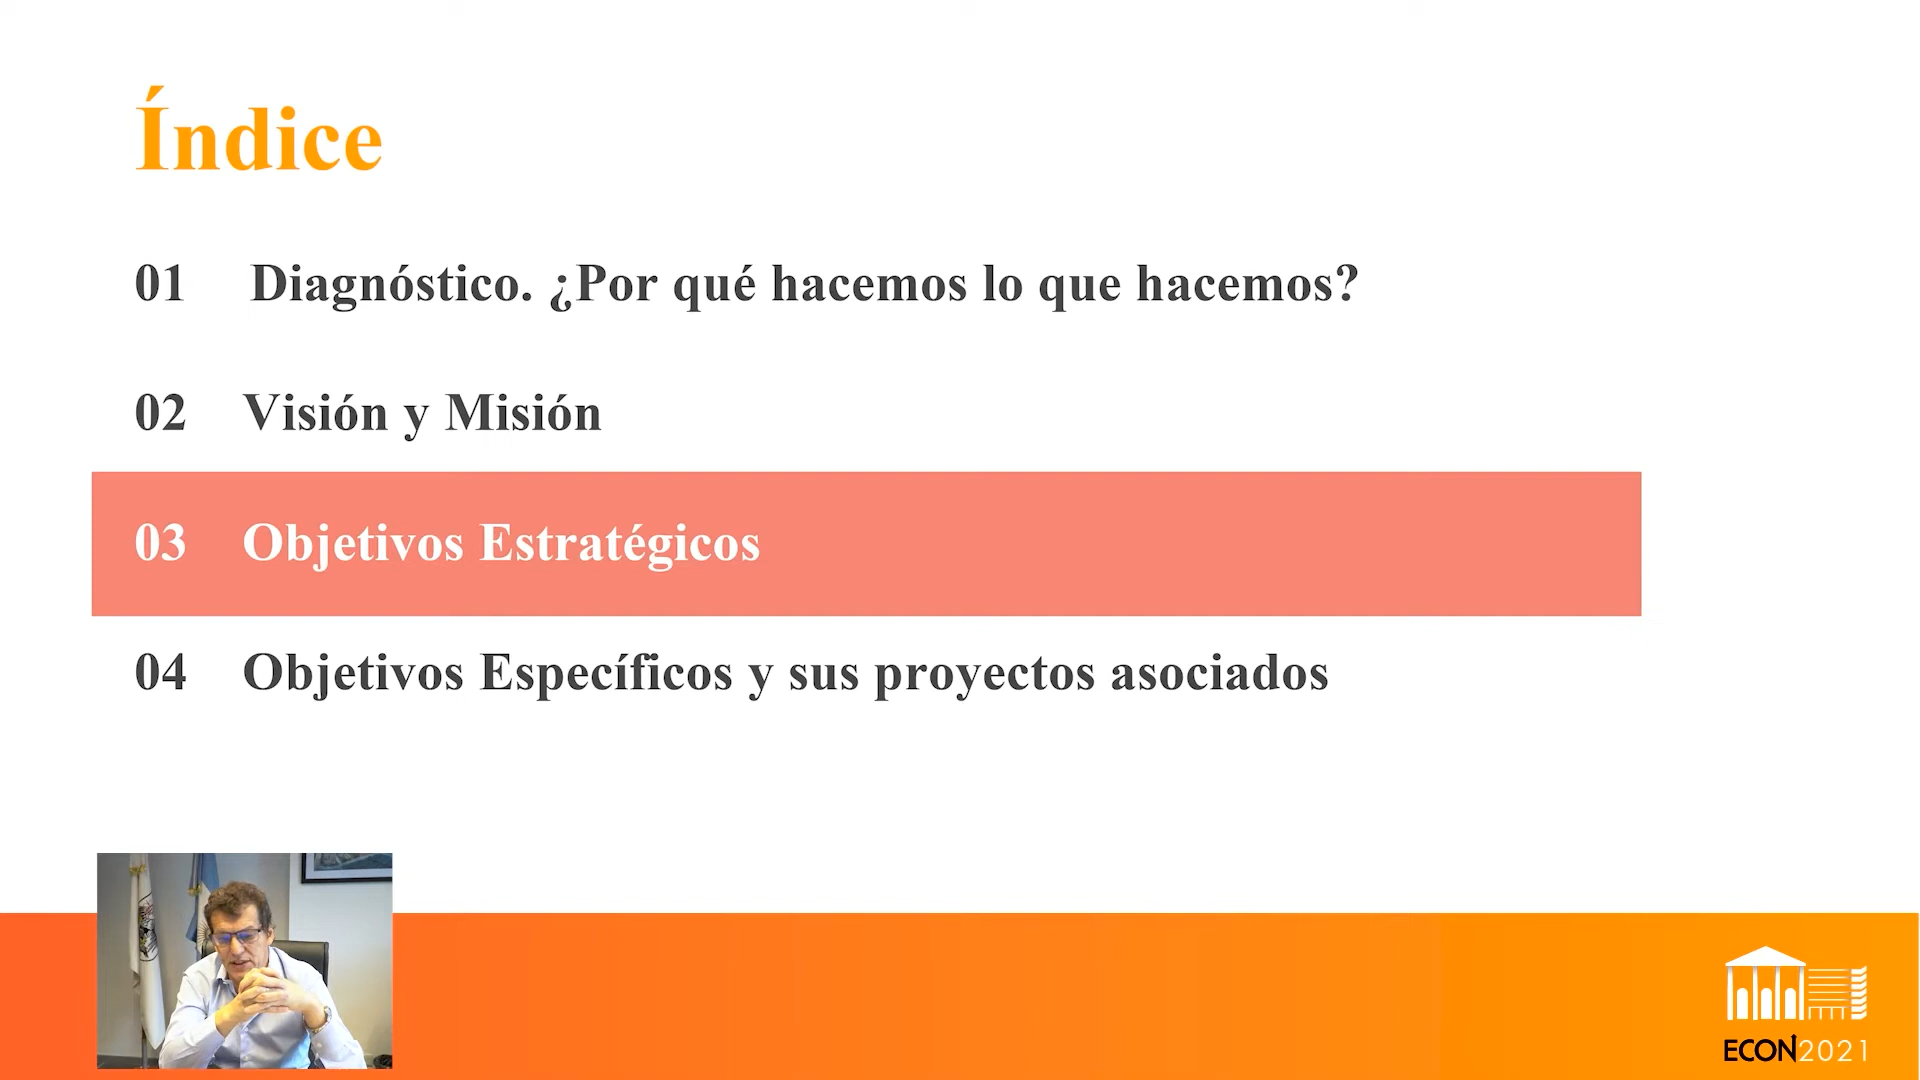 Índice
01 Diagnóstico. ¿Por qué hacemos lo que hacemos?
02 Visión y Misión
03 Objetivos Estratégicos
04 Objetivos Específicos y sus proyectos asociados
ECON2021